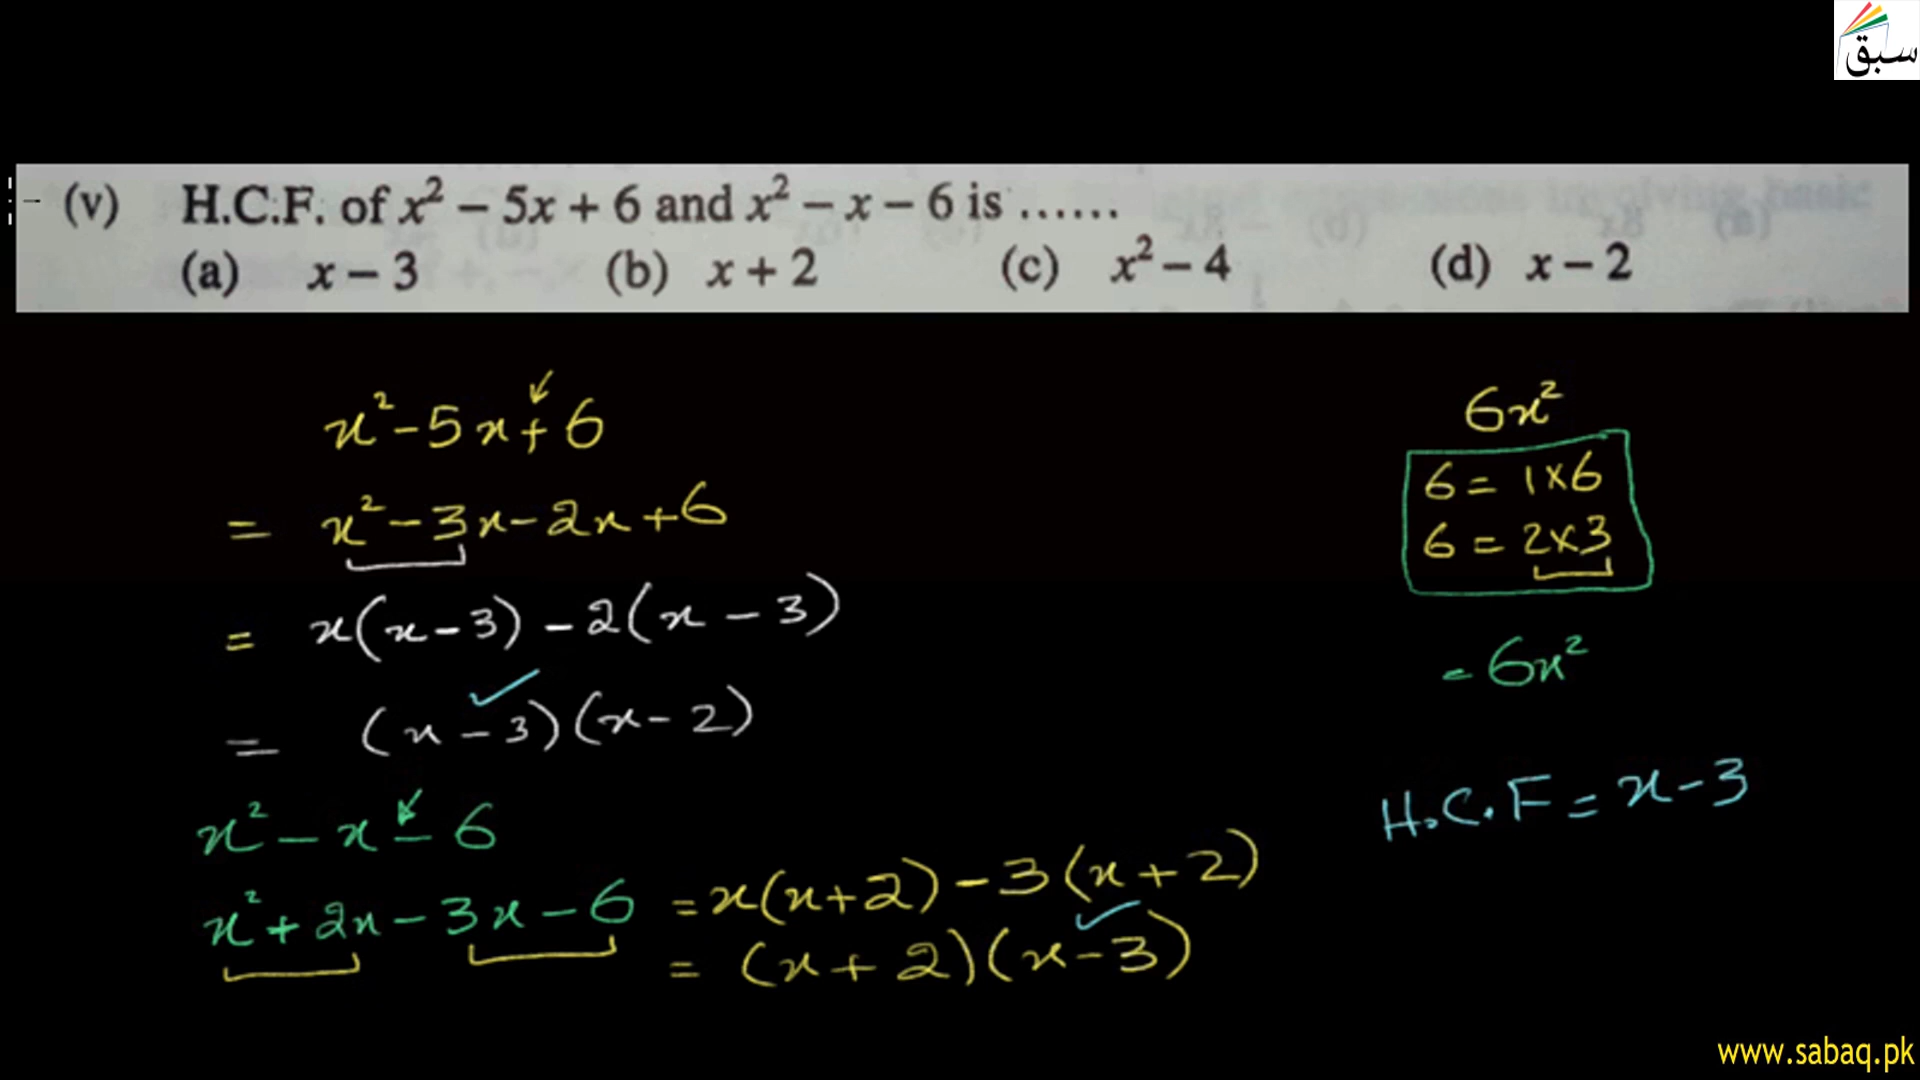 سبق
(v) H.C.F. of x² – 5x + 6 and x² – x – 6 is ......
(a) x – 3 (b) x + 2 (c) x² – 4 (d) x – 2
x² - 5x + 6
= x² - 3x - 2x + 6
= x(x - 3) - 2(x - 3)
= (x - 3)(x - 2)
x² - x - 6
x² + 2x - 3x - 6 = x(x + 2) - 3(x + 2)
= (x + 2)(x - 3)
6x²
6 = 1×6
6 = 2×3
= 6x²
H.C.F = x - 3
www.sabaq.pk